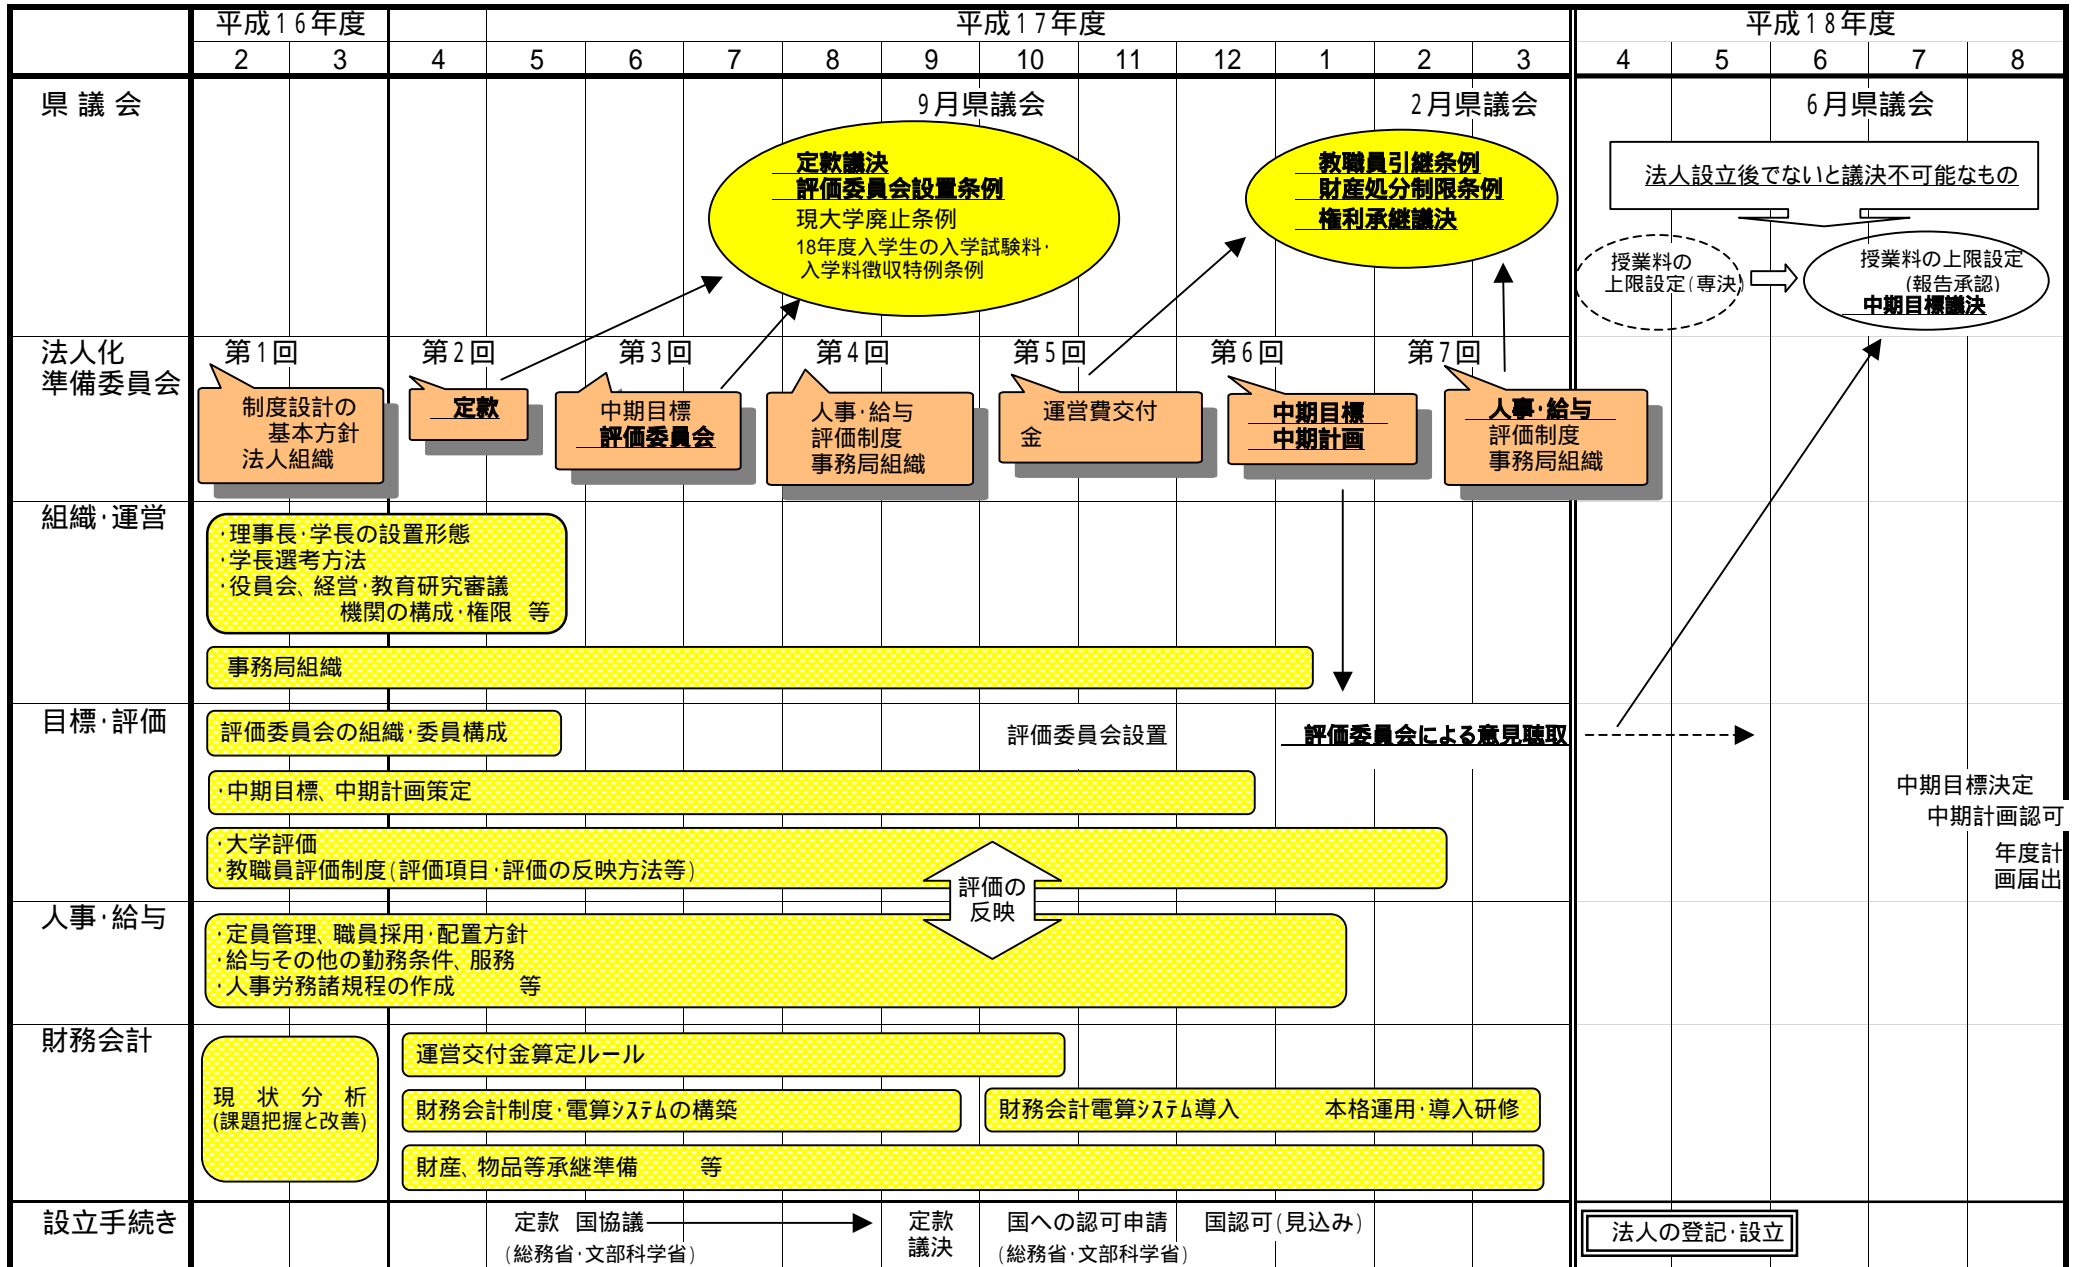 平成16年度
平成17年度
平成18年度
2 3 4 5 6 7 8 9 10 11 12 1 2 3 4 5 6 7 8
県議会
9月県議会
2月県議会
6月県議会
定款議決
評価委員会設置条例
現大学廃止条例
18年度入学生の入学試験料・
入学料徴収特例条例
教職員引継条例
財産処分制限条例
権利承継議決
法人設立後でないと議決不可能なもの
授業料の
上限設定(専決)
授業料の上限設定
(報告承認)
中期目標議決
法人化
準備委員会
第1回
第2回
第3回
第4回
第5回
第6回
第7回
制度設計の
基本方針
法人組織
定款
中期目標
評価委員会
人事・給与
評価制度
事務局組織
運営費交付
金
中期目標
中期計画
人事・給与
評価制度
事務局組織
組織・運営
・理事長・学長の設置形態
・学長選考方法
・役員会、経営・教育研究審議
機関の構成・権限 等
事務局組織
目標・評価
評価委員会の組織・委員構成
評価委員会設置
評価委員会による意見聴取
・中期目標、中期計画策定
中期目標決定
中期計画認可
年度計
画届出
・大学評価
・教職員評価制度(評価項目・評価の反映方法等)
評価の
反映
人事・給与
・定員管理、職員採用・配置方針
・給与その他の勤務条件、服務
・人事労務諸規程の作成 等
財務会計
現 状 分 析
(課題把握と改善)
運営交付金算定ルール
財務会計制度・電算システムの構築
財務会計電算システム導入 本格運用・導入研修
財産、物品等承継準備 等
設立手続き
定款 国協議
(総務省・文部科学省)
定款
議決
国への認可申請
(総務省・文部科学省)
国認可(見込み)
法人の登記・設立